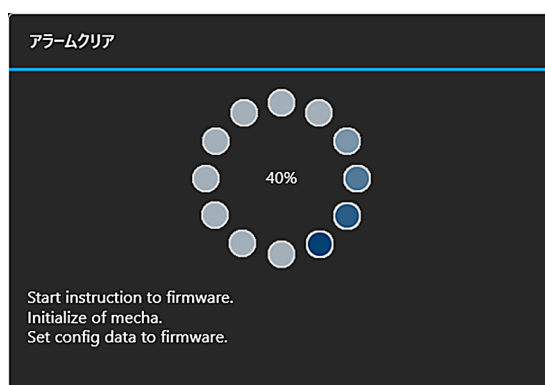 アラームクリア
40%
Start instruction to firmware.
Initialize of mecha.
Set config data to firmware.